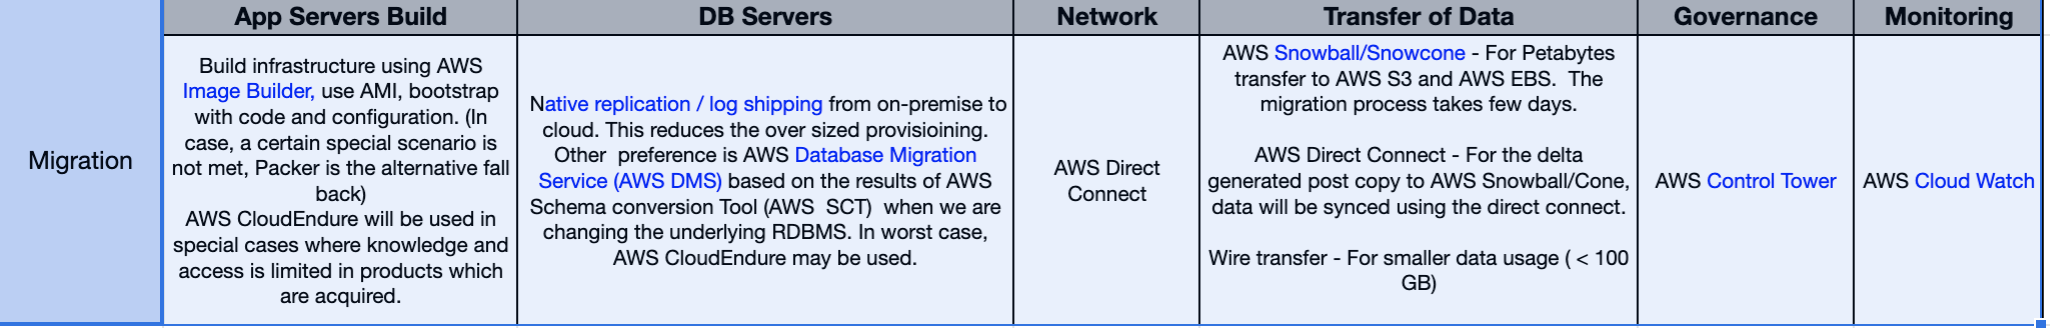 App Servers Build
DB Servers
Network
Transfer of Data
Governance
Monitoring
Migration
Build infrastructure using AWS
Image Builder, use AMI, bootstrap
with code and configuration. (In
case, a certain special scenario is
not met, Packer is the alternative fall
back)
AWS CloudEndure will be used in
special cases where knowledge and
access is limited in products which
are acquired.
Native replication / log shipping from on-premise to
cloud. This reduces the over sized provisioining.
Other  preference is AWS Database Migration
Service (AWS DMS) based on the results of AWS
Schema conversion Tool (AWS  SCT)  when we are
changing the underlying RDBMS. In worst case,
AWS CloudEndure may be used.
AWS Direct
Connect
AWS Snowball/Snowcone - For Petabytes
transfer to AWS S3 and AWS EBS.  The
migration process takes few days.
AWS Direct Connect - For the delta
generated post copy to AWS Snowball/Cone,
data will be synced using the direct connect.
Wire transfer - For smaller data usage ( < 100
GB)
AWS Control Tower
AWS Cloud Watch